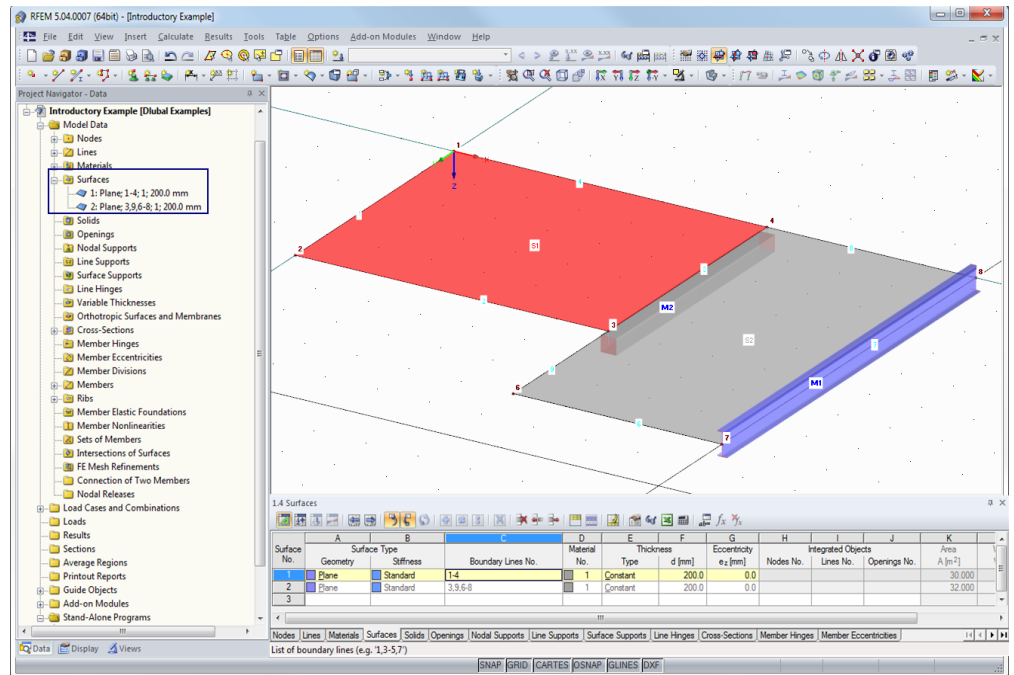 RFEM 5.04.0007 (64bit) - [Introductory Example]
File Edit View Insert Calculate Results Tools Table Options Add-on Modules Window Help
Project Navigator - Data
Introductory Example [Dlubal Examples]
Model Data
Nodes
Lines
Materials
Surfaces
1: Plane; 1-4; 1; 200.0 mm
2: Plane; 3,9,6-8; 1; 200.0 mm
Solids
Openings
Nodal Supports
Line Supports
Surface Supports
Line Hinges
Variable Thicknesses
Orthotropic Surfaces and Membranes
Cross-Sections
Member Hinges
Member Eccentricities
Member Divisions
Members
Ribs
Member Elastic Foundations
Member Nonlinearities
Sets of Members
Intersections of Surfaces
FE Mesh Refinements
Connection of Two Members
Nodal Releases
Load Cases and Combinations
Loads
Results
Sections
Average Regions
Printout Reports
Guide Objects
Add-on Modules
Stand-Alone Programs
Data Display Views
1
Z
4
2
S1
4
8
8
M2
3
S2
7
6
M1
6
7
1.4 Surfaces
A B C D E F G H I J K
Surface No. Surface Type Material No. Thickness Eccentricity Integrated Objects Area
Geometry Stiffness Boundary Lines No. Type d [mm] ez [mm] Nodes No. Lines No. Openings No. A [m²]
1 Plane Standard 1-4 1 Constant 200.0 0.0 30.000
2 Plane Standard 3,9,6-8 1 Constant 200.0 0.0 32.000
3
Nodes Lines Materials Surfaces Solids Openings Nodal Supports Line Supports Surface Supports Line Hinges Cross-Sections Member Hinges Member Eccentricities
List of boundary lines (e.g. '1,3-5,7')
SNAP GRID CARTES OSNAP GLINES DXF